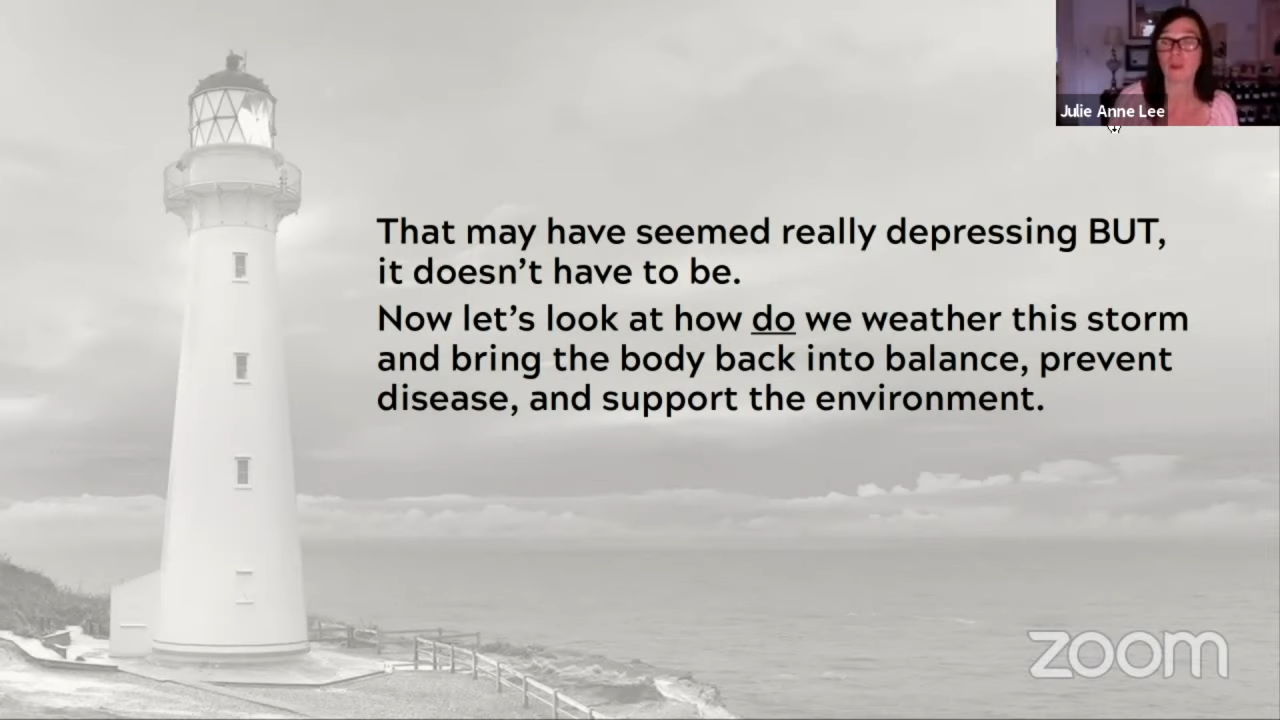 Julie Anne Lee
That may have seemed really depressing BUT,
it doesn’t have to be.
Now let’s look at how do we weather this storm
and bring the body back into balance, prevent
disease, and support the environment.
zoom